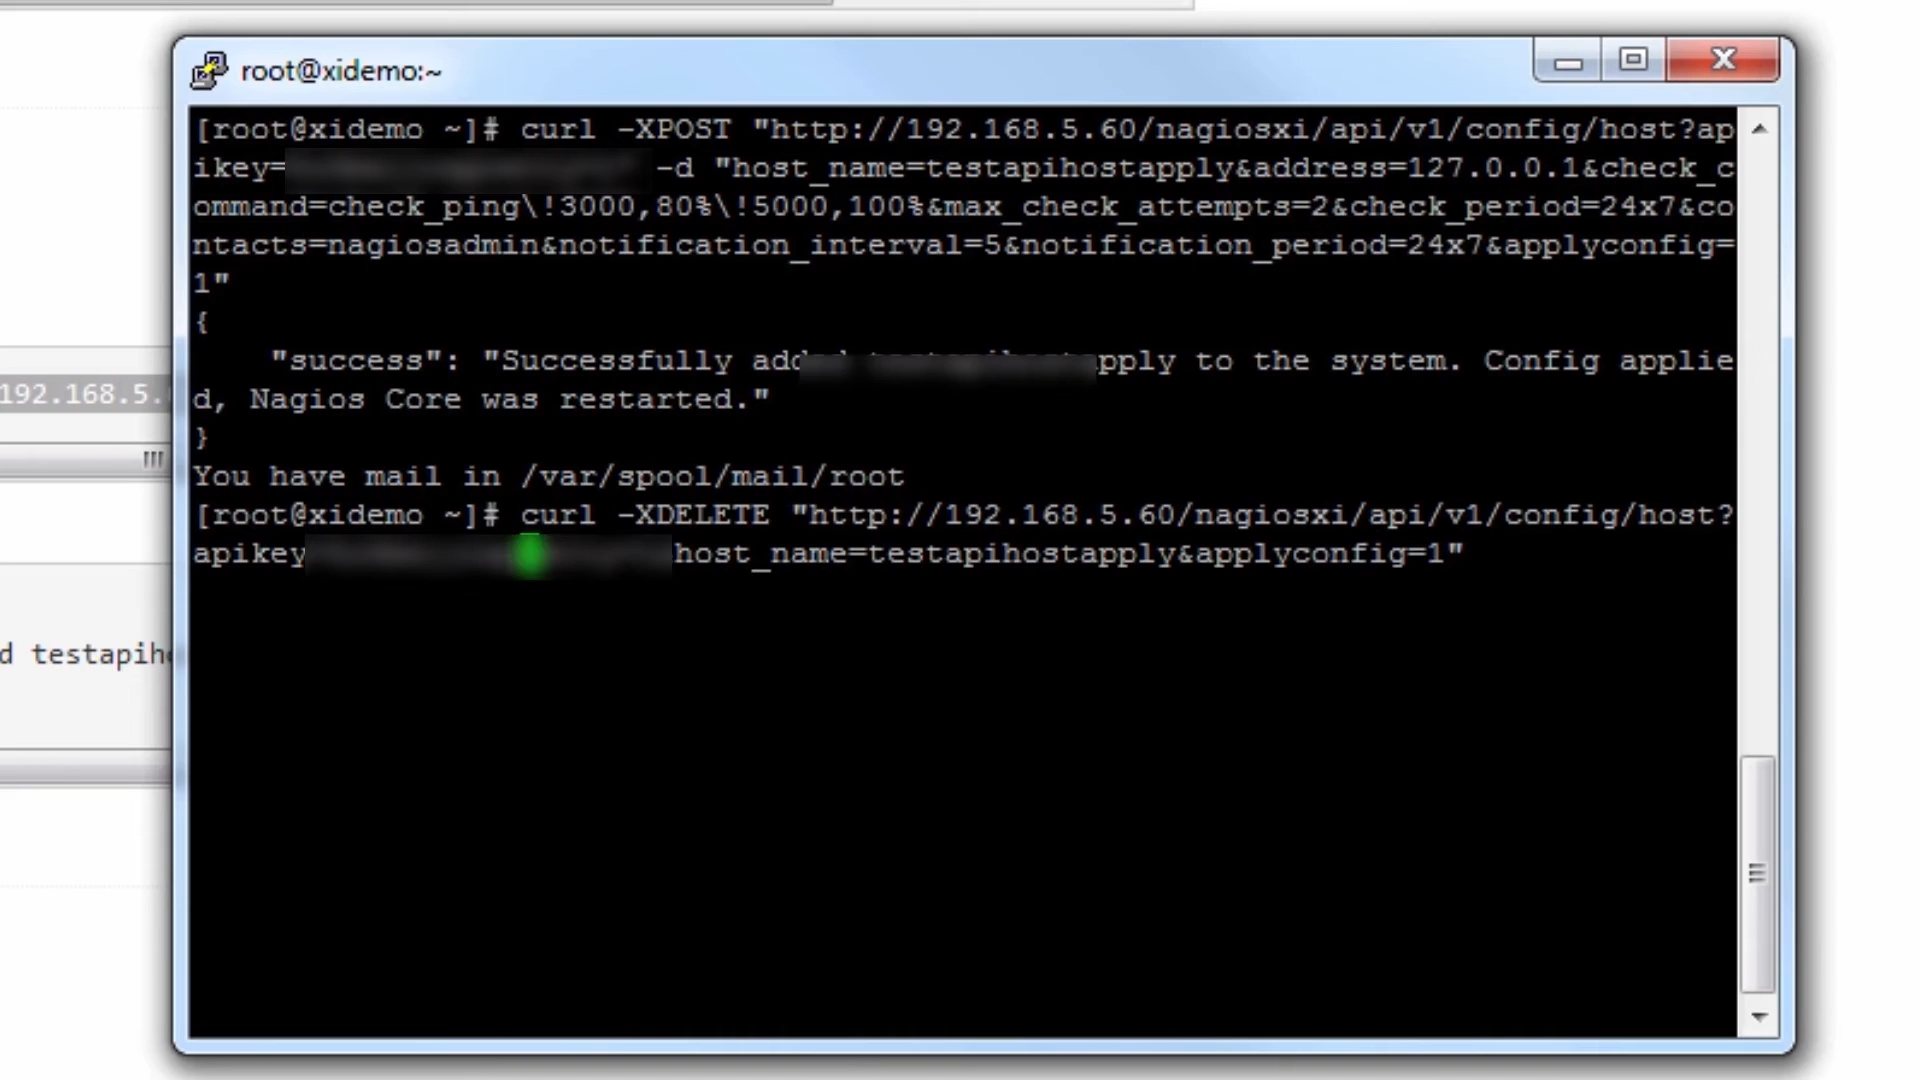 root@xidemo:~
[root@xidemo ~]# curl -XPOST "http://192.168.5.60/nagiosxi/api/v1/config/host?ap
ikey= -d "host_name=testapihostapply&address=127.0.0.1&check_c
ommand=check_ping\!3000,80%\!5000,100%&max_check_attempts=2&check_period=24x7&co
ntacts=nagiosadmin&notification_interval=5&notification_period=24x7&applyconfig=
1"
{
"success": "Successfully added testapihostapply to the system. Config applie
d, Nagios Core was restarted."
}
You have mail in /var/spool/mail/root
[root@xidemo ~]# curl -XDELETE "http://192.168.5.60/nagiosxi/api/v1/config/host?
apikey host_name=testapihostapply&applyconfig=1"
192.168.5.
d testapiho